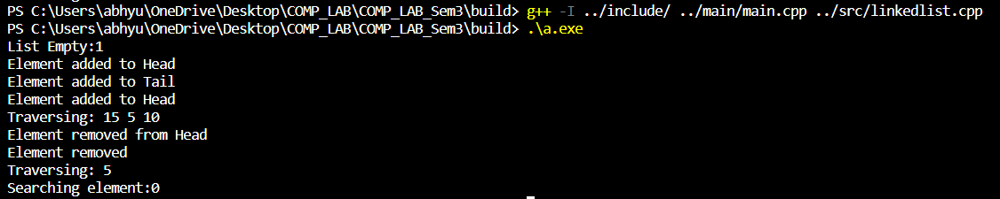 PS C:\Users\abhyu\OneDrive\Desktop\COMP_LAB\COMP_LAB_Sem3\build> g++ -I ../include/ ../main/main.cpp ../src/linkedlist.cpp
PS C:\Users\abhyu\OneDrive\Desktop\COMP_LAB\COMP_LAB_Sem3\build> .\a.exe
List Empty:1
Element added to Head
Element added to Tail
Element added to Head
Traversing: 15 5 10
Element removed from Head
Element removed
Traversing: 5
Searching element:0